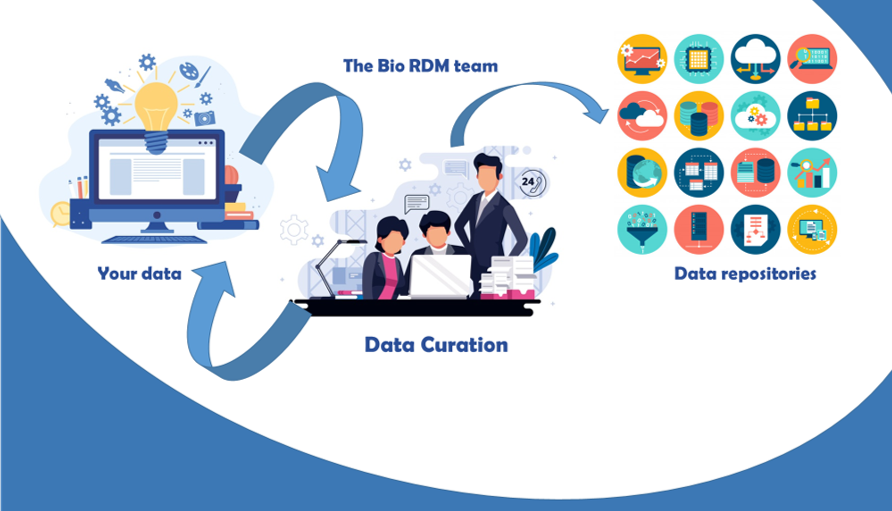 The Bio RDM team
24
Your data
Data repositories
Data Curation